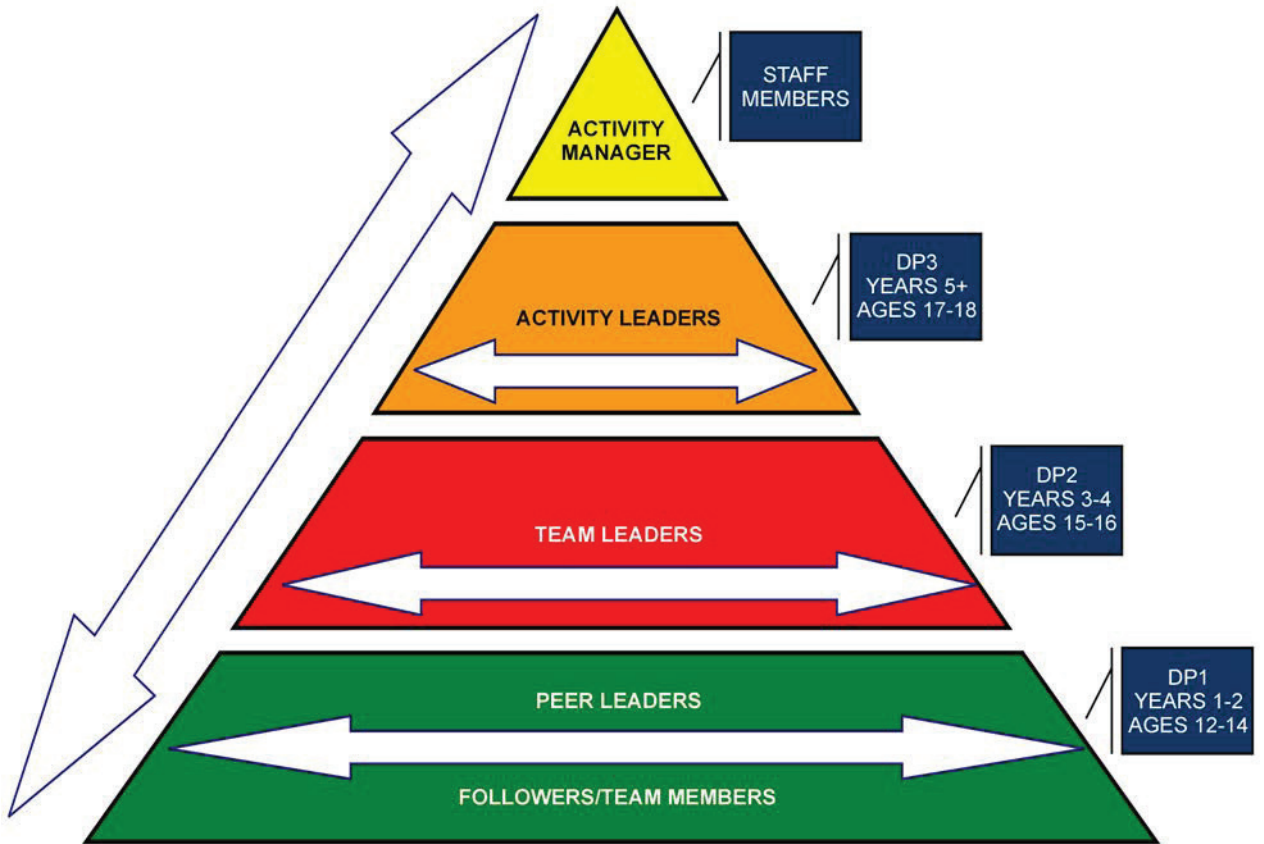 ACTIVITY
MANAGER
STAFF
MEMBERS
ACTIVITY LEADERS
DP3
YEARS 5+
AGES 17-18
TEAM LEADERS
DP2
YEARS 3-4
AGES 15-16
PEER LEADERS
FOLLOWERS/TEAM MEMBERS
DP1
YEARS 1-2
AGES 12-14